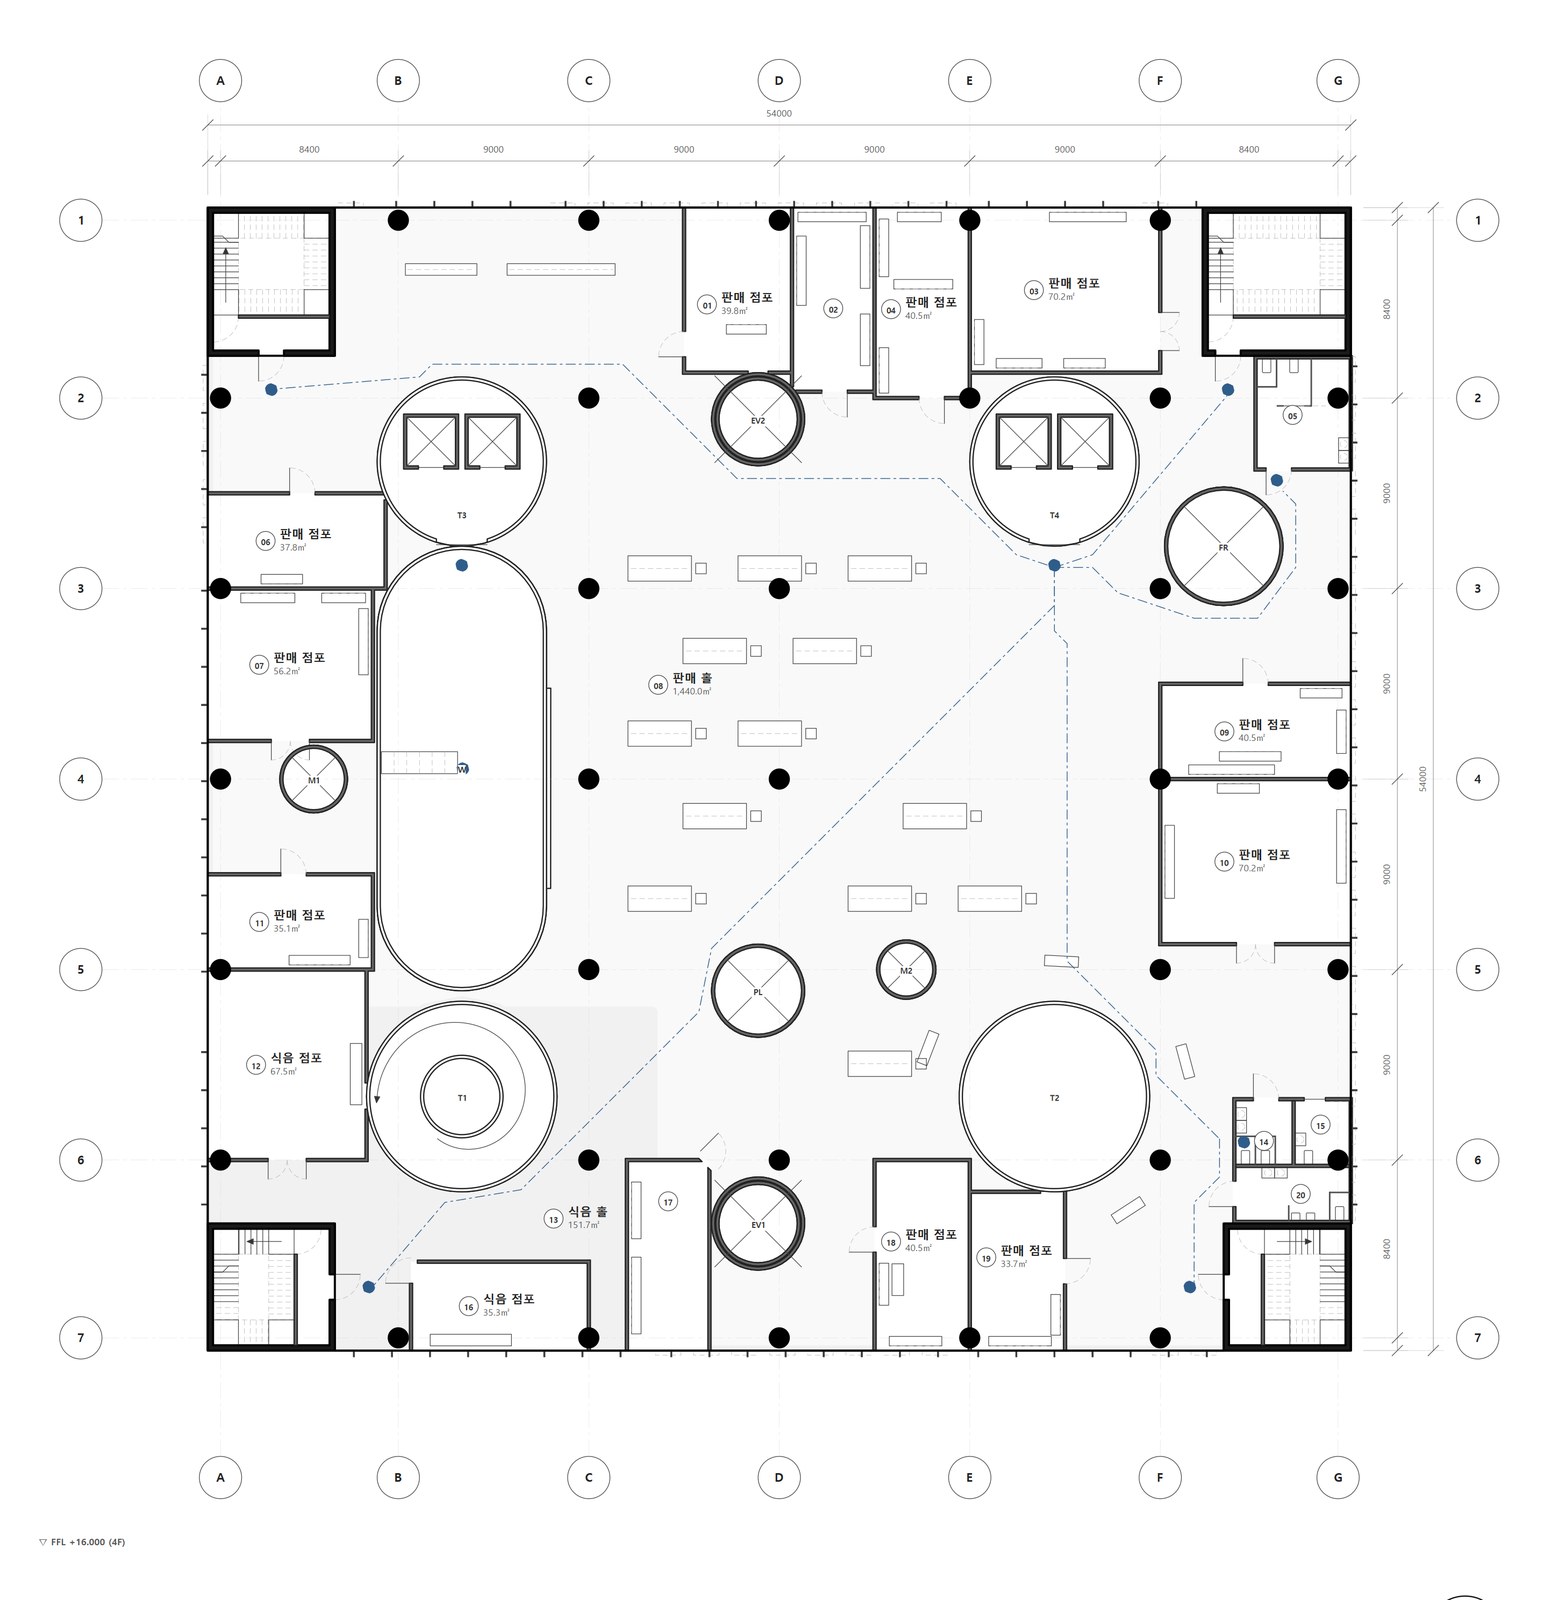 A B C D E F G
54000
8400 9000 9000 9000 9000 8400
1 1
01 판매 점포
39.8㎡
02
04 판매 점포
40.5㎡
03 판매 점포
70.2㎡
8400
2 2
05
EV2
T3
T4
9000
06 판매 점포
37.8㎡
FR
3 3
07 판매 점포
56.2㎡
08 판매 홀
1,440.0㎡
9000
09 판매 점포
40.5㎡
W
4 4
M1
54000
10 판매 점포
70.2㎡
9000
11 판매 점포
35.1㎡
5 5
M2
PL
12 식음 점포
67.5㎡
9000
T1
T2
15
14
6 6
20
17
13 식음 홀
151.7㎡
EV1
18 판매 점포
40.5㎡
19 판매 점포
33.7㎡
8400
16 식음 점포
35.3㎡
7 7
A B C D E F G
▽ FFL +16.000 (4F)